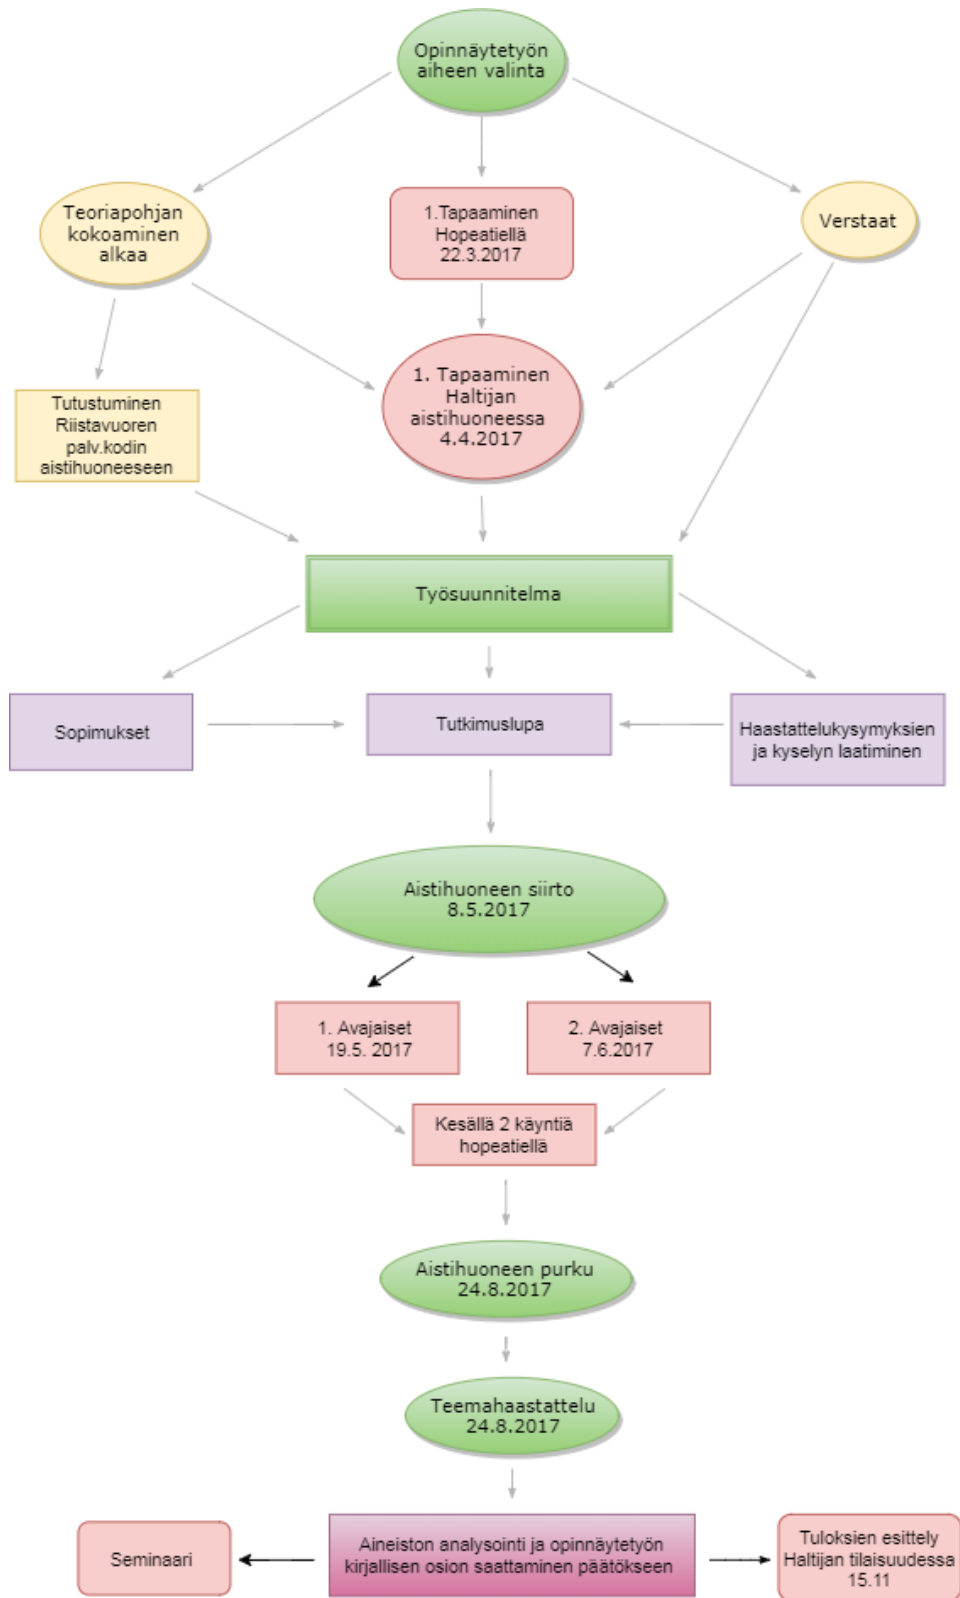 Opinnäytetyön
aiheen valinta
Teoriapohjan
kokoaminen
alkaa
1.Tapaaminen
Hopeatiellä
22.3.2017
Verstaat
1. Tapaaminen
Haltijan
aistihuoneessa
4.4.2017
Tutustuminen
Riistavuoren
palv.kodin
aistihuoneeseen
Työsuunnitelma
Sopimukset
Tutkimuslupa
Haastattelukysymyksien
ja kyselyn laatiminen
Aistihuoneen siirto
8.5.2017
1. Avajaiset
19.5. 2017
2. Avajaiset
7.6.2017
Kesällä 2 käyntiä
hopeatiellä
Aistihuoneen purku
24.8.2017
Teemahaastattelu
24.8.2017
Seminaari
Aineiston analysointi ja opinnäytetyön
kirjallisen osion saattaminen päätökseen
Tuloksien esittely
Haltijan tilaisuudessa
15.11